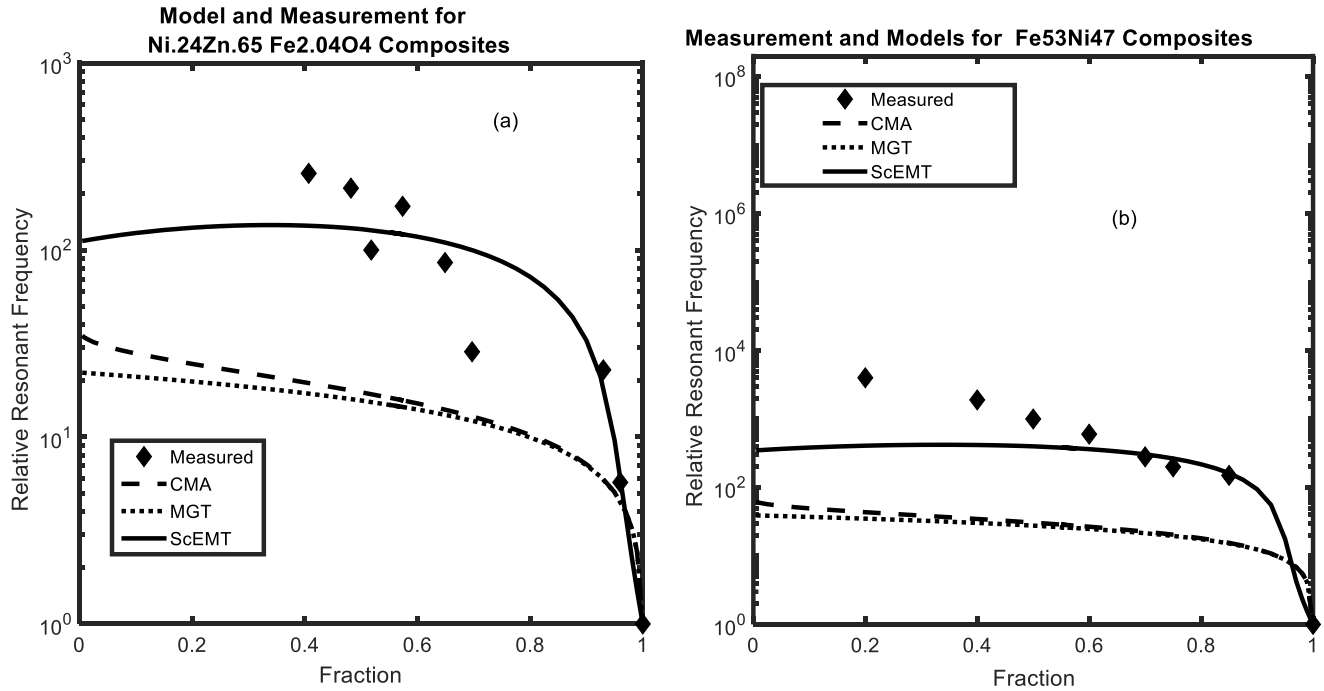 Model and Measurement for
Ni.24Zn.65 Fe2.04O4 Composites
10^3
10^2
10^1
10^0
Relative Resonant Frequency
(a)
Measured
CMA
MGT
ScEMT
0 0.2 0.4 0.6 0.8 1
Fraction
Measurement and Models for Fe53Ni47 Composites
10^8
10^6
10^4
10^2
10^0
Relative Resonant Frequency
Measured
CMA
MGT
ScEMT
(b)
0 0.2 0.4 0.6 0.8 1
Fraction